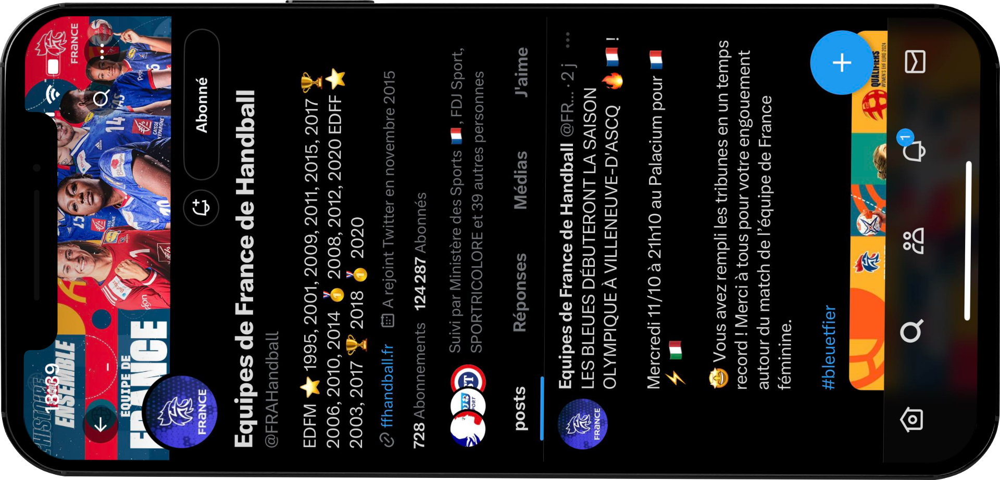 18:39
L'HISTOIRE
ENSEMBLE
EQUIPE DE
FRANCE
FRANCE
FRANCE
Abonné
Equipes de France de Handball
@FRAHandball
EDFM ⭐ 1995, 2001, 2009, 2011, 2015, 2017 🏆
2006, 2010, 2014 🥇 2008, 2012, 2020 EDFF ⭐
2003, 2017 🏆 2018 🥇 2020
ffhandball.fr A rejoint Twitter en novembre 2015
728 Abonnements 124 287 Abonnés
Suivi par Ministère des Sports 🇫🇷, FDJ Sport,
SPORTRICOLORE et 39 autres personnes
posts Réponses Médias J'aime
Equipes de France de Handball @FR... · 2 j ...
LES BLEUES DÉBUTERONT LA SAISON
OLYMPIQUE À VILLENEUVE-D'ASCQ 🔥 🇫🇷 !
FRANCE
Mercredi 11/10 à 21h10 au Palacium pour 🇫🇷
⚡ 🇮🇹
🤩 Vous avez rempli les tribunes en un temps
record ! Merci à tous pour votre engouement
autour du match de l'équipe de France
féminine.
#bleuetfier
QUALIFIERS
WOMEN'S EHF EURO 2024
1